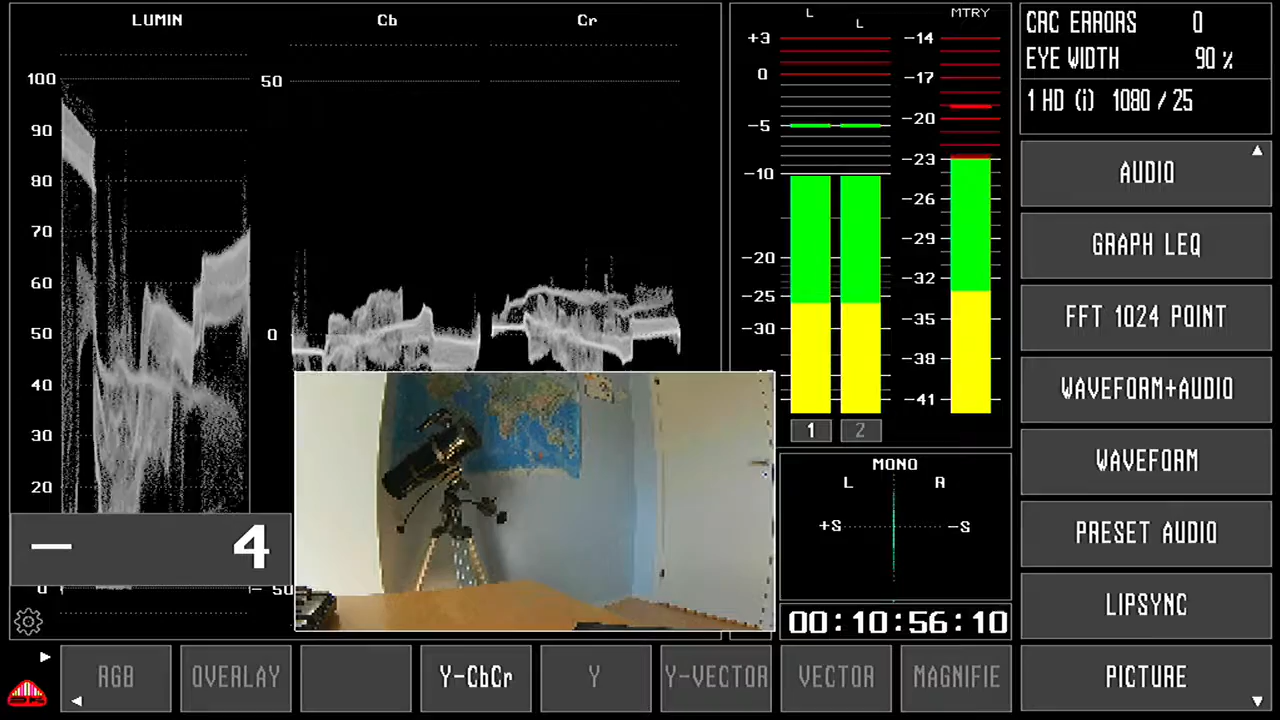 LUMIN Cb Cr
100
90
80
70
60
50
40
30
20
0
50
0
- 50
L L MTRY
+3
0
-5
-10
-20
-25
-30
-14
-17
-20
-23
-26
-29
-32
-35
-38
-41
1 2
MONO
L R
+S -S
00:10:56:10
— 4
CRC ERRORS 0
EYE WIDTH 90 %
1 HD (i) 1080 / 25
AUDIO
GRAPH LEQ
FFT 1024 POINT
WAVEFORM+AUDIO
WAVEFORM
PRESET AUDIO
LIPSYNC
PICTURE
RGB OVERLAY Y-CbCr Y Y-VECTOR VECTOR MAGNIFIE